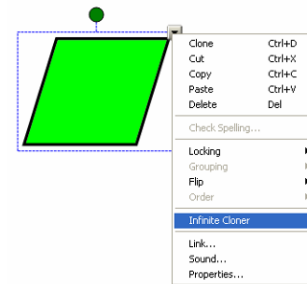 Clone Ctrl+D
Cut Ctrl+X
Copy Ctrl+C
Paste Ctrl+V
Delete Del
Check Spelling...
Locking
Grouping
Flip
Order
Infinite Cloner
Link...
Sound...
Properties...